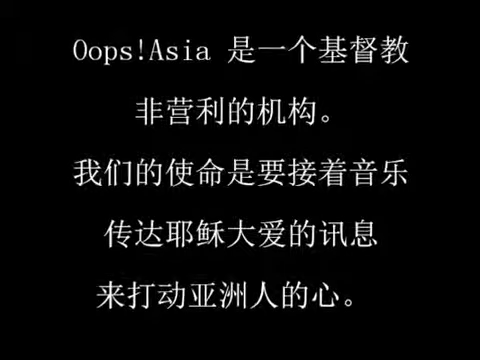 Oops!Asia 是一个基督教
非营利的机构。
我们的使命是要接着音乐
传达耶稣大爱的讯息
来打动亚洲人的心。